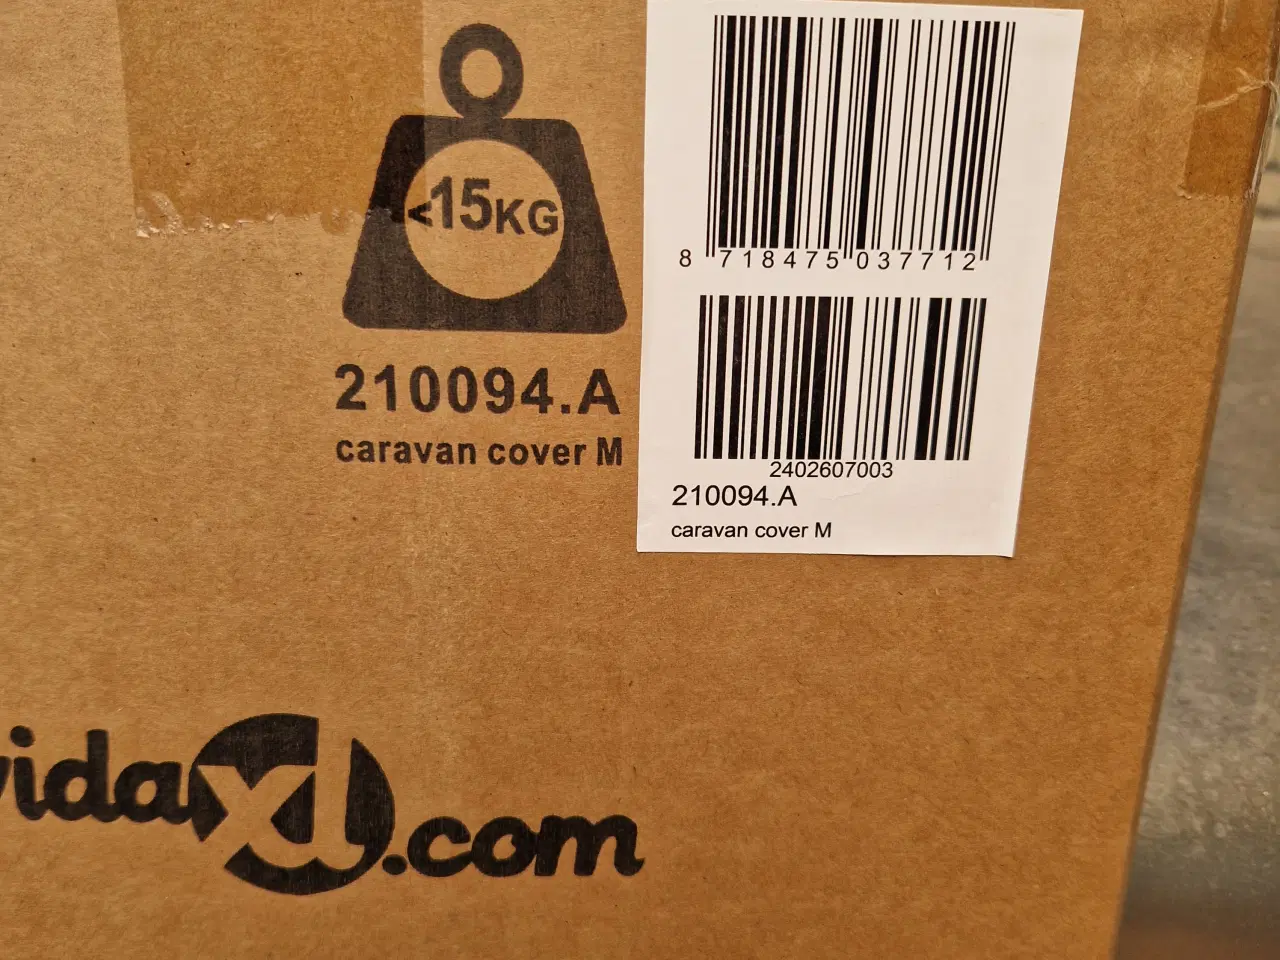 <15KG
210094.A
caravan cover M
8 718475 037712
2402607003
210094.A
caravan cover M
vidaXL.com